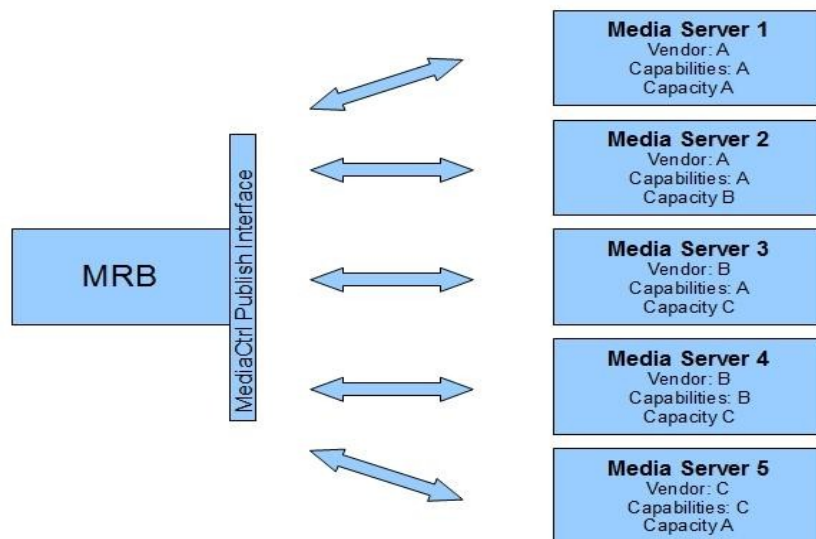 MRB
MediaCtrl Publish Interface
Media Server 1
Vendor: A
Capabilities: A
Capacity A
Media Server 2
Vendor: A
Capabilities: A
Capacity B
Media Server 3
Vendor: B
Capabilities: A
Capacity C
Media Server 4
Vendor: B
Capabilities: B
Capacity C
Media Server 5
Vendor: C
Capabilities: C
Capacity A